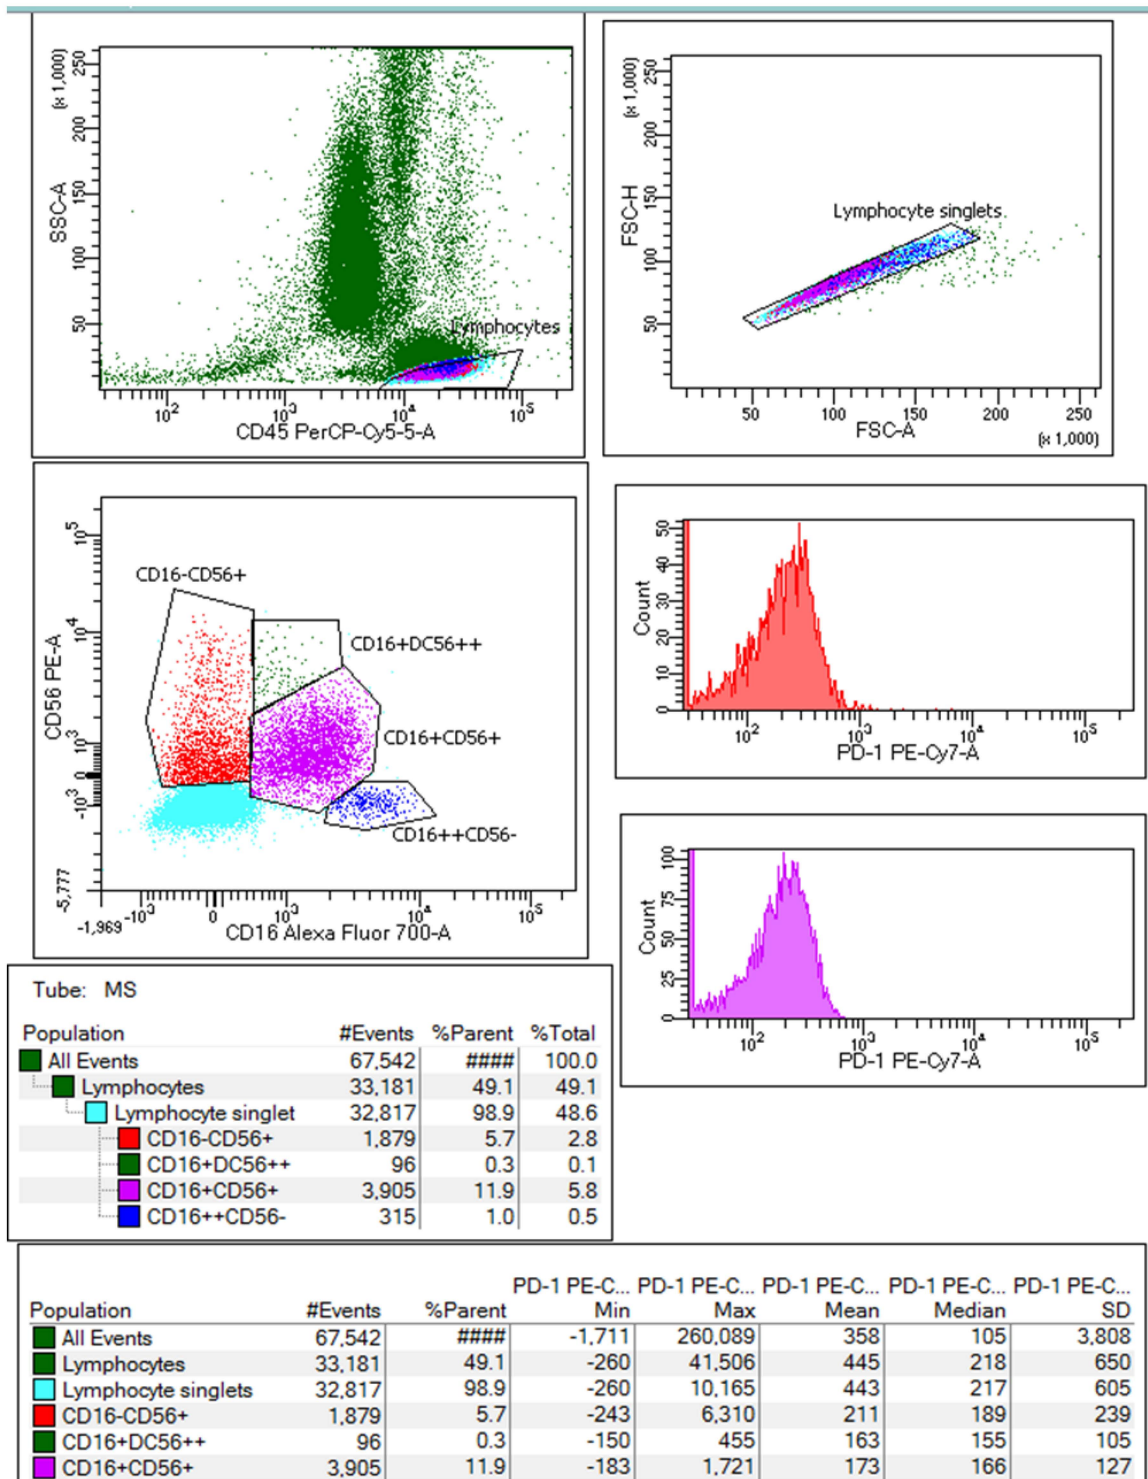 (x 1,000)
250
200
150
100
50
SSC-A
Lymphocytes
10^2 10^3 10^4 10^5
CD45 PerCP-Cy5-5-A
(x 1,000)
250
200
150
100
50
FSC-H
Lymphocyte singlets
50 100 150 200 250
FSC-A
(x 1,000)
10^5
10^4
10^3
0
-10^3
-5,777
CD56 PE-A
CD16-CD56+
CD16+DC56++
CD16+CD56+
CD16++CD56-
-1,969 -10^3 0 10^3 10^4 10^5
CD16 Alexa Fluor 700-A
50
40
30
20
10
0
Count
10^2 10^3 10^4 10^5
PD-1 PE-Cy7-A
100
75
50
25
0
Count
10^2 10^3 10^4 10^5
PD-1 PE-Cy7-A
Tube: MS
Population #Events %Parent %Total
All Events 67,542 #### 100.0
Lymphocytes 33,181 49.1 49.1
Lymphocyte singlet 32,817 98.9 48.6
CD16-CD56+ 1,879 5.7 2.8
CD16+DC56++ 96 0.3 0.1
CD16+CD56+ 3,905 11.9 5.8
CD16++CD56- 315 1.0 0.5
PD-1 PE-C... PD-1 PE-C... PD-1 PE-C... PD-1 PE-C... PD-1 PE-C...
Population #Events %Parent Min Max Mean Median SD
All Events 67,542 #### -1,711 260,089 358 105 3,808
Lymphocytes 33,181 49.1 -260 41,506 445 218 650
Lymphocyte singlets 32,817 98.9 -260 10,165 443 217 605
CD16-CD56+ 1,879 5.7 -243 6,310 211 189 239
CD16+DC56++ 96 0.3 -150 455 163 155 105
CD16+CD56+ 3,905 11.9 -183 1,721 173 166 127